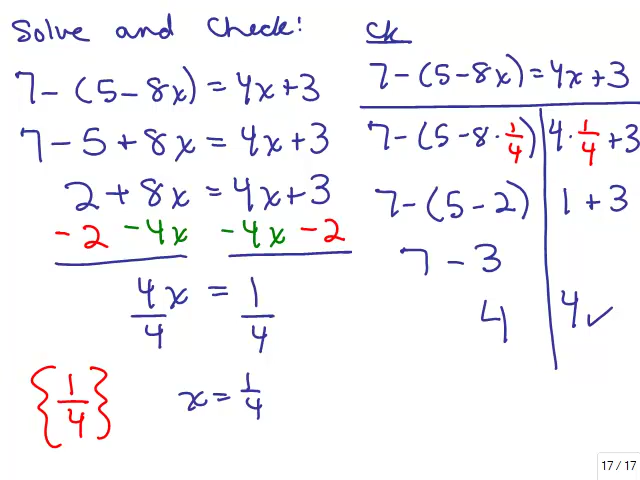 Solve and Check!
7 - (5 - 8x) = 4x + 3
7 - 5 + 8x = 4x + 3
2 + 8x = 4x + 3
- 2 - 4x - 4x - 2
4x/4 = 1/4
x = 1/4
{1/4}
Ck
7 - (5 - 8x) = 4x + 3
7 - (5 - 8 · 1/4) 4 · 1/4 + 3
7 - (5 - 2) 1 + 3
7 - 3
4 4 ✓
17 / 17